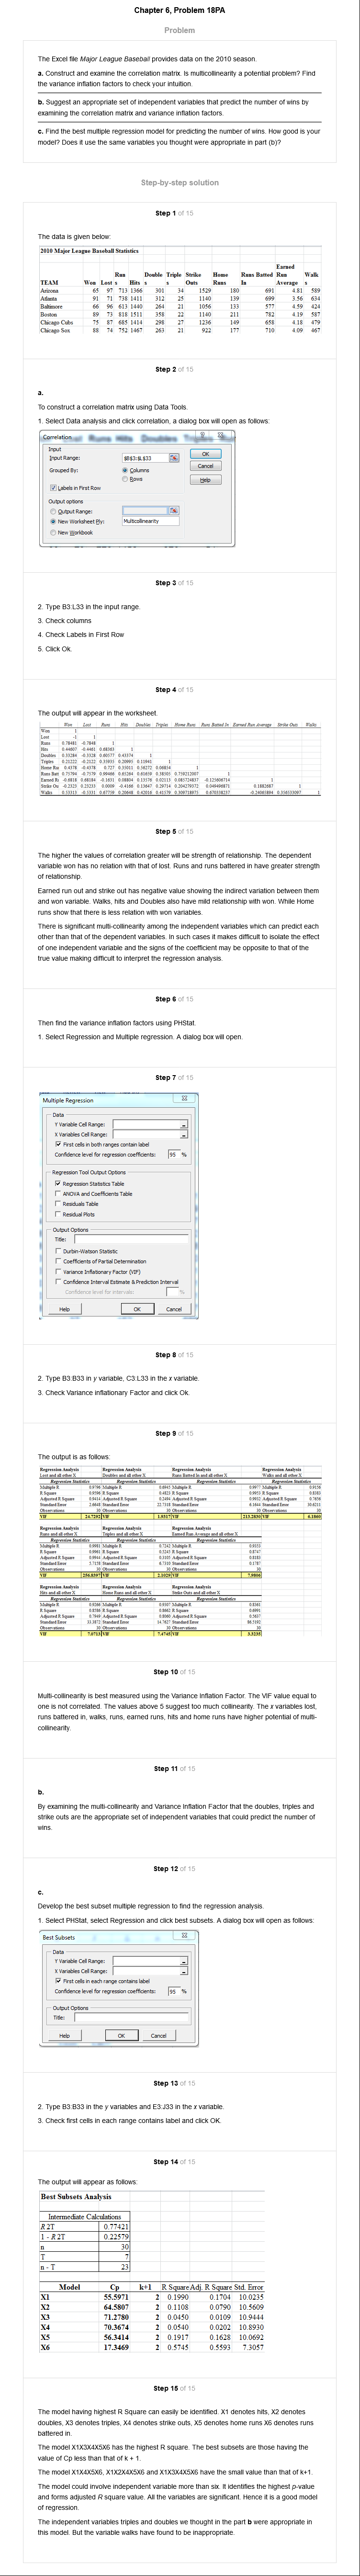 Chapter 6, Problem 18PA
Problem
The Excel file Major League Baseball provides data on the 2010 season.
a. Construct and examine the correlation matrix. Is multicollinearity a potential problem? Find
the variance inflation factors to check your intuition.
b. Suggest an appropriate set of independent variables that predict the number of wins by
examining the correlation matrix and variance inflation factors.
c. Find the best multiple regression model for predicting the number of wins. How good is your
model? Does it use the same variables you thought were appropriate in part (b)?
Step-by-step solution
Step 1 of 15
The data is given below:
2010 Major League Baseball Statistics
Earned
Run Double Triple Strike Home Runs Batted Run Walk
TEAM Won Lost s Hits s s Outs Runs In Average s
Arizona 65 97 713 1366 301 34 1529 180 691 4.81 589
Atlanta 91 71 738 1411 312 25 1140 139 699 3.56 634
Baltimore 66 96 613 1440 264 21 1056 133 577 4.59 424
Boston 89 73 818 1511 358 22 1140 211 782 4.19 587
Chicago Cubs 75 87 685 1414 298 27 1236 149 658 4.18 479
Chicago Sox 88 74 752 1467 263 21 922 177 710 4.09 467
Step 2 of 15
a.
To construct a correlation matrix using Data Tools.
1. Select Data analysis and click correlation, a dialog box will open as follows:
Correlation
Input
Input Range: $B$3:$L$33
Grouped By: Columns
Rows
Labels in First Row
Output options
Output Range:
New Worksheet Ply: Multicollinearity
New Workbook
OK
Cancel
Help
Step 3 of 15
2. Type B3:L33 in the input range.
3. Check columns
4. Check Labels in First Row
5. Click Ok.
Step 4 of 15
The output will appear in the worksheet.
Won Lost Runs Hits Doubles Triples Home Runs Runs Batted In Earned Run Average Strike Outs Walks
Won 1
Lost -1 1
Step 5 of 15
The higher the values of correlation greater will be strength of relationship. The dependent
variable won has no relation with that of lost. Runs and runs battered in have greater strength
of relationship.
Earned run out and strike out has negative value showing the indirect variation between them
and won variable. Walks, hits and Doubles also have mild relationship with won. While Home
runs show that there is less relation with won variables.
There is significant multi-collinearity among the independent variables which can predict each
other than that of the dependent variables. In such cases it makes difficult to isolate the effect
of one independent variable and the signs of the coefficient may be opposite to that of the
true value making difficult to interpret the regression analysis.
Step 6 of 15
Then find the variance inflation factors using PHStat.
1. Select Regression and Multiple regression. A dialog box will open.
Step 7 of 15
Multiple Regression
Data
Y Variable Cell Range:
X Variables Cell Range:
First cells in both ranges contain label
Confidence level for regression coefficients: 95 %
Regression Tool Output Options
Regression Statistics Table
ANOVA and Coefficients Table
Residuals Table
Residual Plots
Output Options
Title:
Durbin-Watson Statistic
Coefficients of Partial Determination
Variance Inflationary Factor (VIF)
Confidence Interval Estimate & Prediction Interval
Confidence level for intervals: %
Help OK Cancel
Step 8 of 15
2. Type B3:B33 in y variable, C3:L33 in the x variable.
3. Check Variance inflationary Factor and click Ok.
Step 9 of 15
The output is as follows:
Step 10 of 15
Multi-collinearity is best measured using the Variance Inflation Factor. The VIF value equal to
one is not correlated. The values above 5 suggest too much collinearity. The x variables lost,
runs battered in, walks, runs, earned runs, hits and home runs have higher potential of multi-
collinearity.
Step 11 of 15
b.
By examining the multi-collinearity and Variance Inflation Factor that the doubles, triples and
strike outs are the appropriate set of independent variables that could predict the number of
wins.
Step 12 of 15
c.
Develop the best subset multiple regression to find the regression analysis.
1. Select PHStat, select Regression and click best subsets. A dialog box will open as follows:
Best Subsets
Data
Y Variable Cell Range:
X Variables Cell Range:
First cells in each range contains label
Confidence level for regression coefficients: 95 %
Output Options
Title:
Help OK Cancel
Step 13 of 15
2. Type B3:B33 in the y variables and E3:J33 in the x variable.
3. Check first cells in each range contains label and click OK.
Step 14 of 15
The output will appear as follows:
Best Subsets Analysis
Intermediate Calculations
R2T 0.77421
1 - R2T 0.22579
n 30
T 7
n - T 23
Model Cp k+1 R Square Adj. R Square Std. Error
X1 55.5971 2 0.1990 0.1704 10.0235
X2 64.5807 2 0.1108 0.0790 10.5609
X3 71.2780 2 0.0450 0.0109 10.9444
X4 70.3674 2 0.0540 0.0202 10.8930
X5 56.3414 2 0.1917 0.1628 10.0692
X6 17.3469 2 0.5745 0.5593 7.3057
Step 15 of 15
The model having highest R Square can easily be identified. X1 denotes hits, X2 denotes
doubles, X3 denotes triples, X4 denotes strike outs, X5 denotes home runs X6 denotes runs
battered in.
The model X1X3X4X5X6 has the highest R square. The best subsets are those having the
value of Cp less than that of k + 1.
The model X1X4X5X6, X1X2X4X5X6 and X1X3X4X5X6 have the small value than that of k+1.
The model could involve independent variable more than six. It identifies the highest p-value
and forms adjusted R square value. All the variables are significant. Hence it is a good model
of regression.
The independent variables triples and doubles we thought in the part b were appropriate in
this model. But the variable walks have found to be inappropriate.